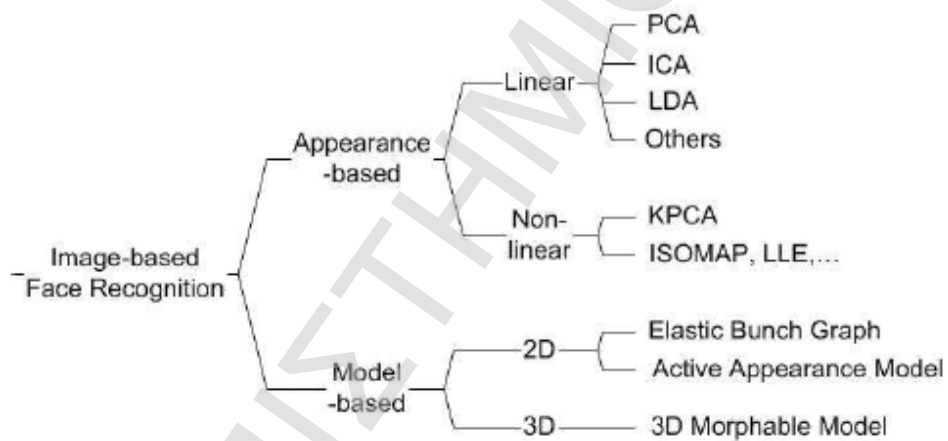 PCA
ICA
Linear
LDA
Others
Appearance
-based
KPCA
Non-
linear
ISOMAP, LLE,...
Image-based
Face Recognition
Elastic Bunch Graph
2D
Active Appearance Model
Model
-based
3D
3D Morphable Model